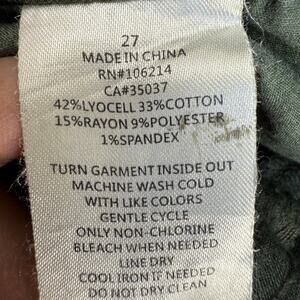 27
MADE IN CHINA
RN#106214
CA#35037
42%LYOCELL 33%COTTON
15%RAYON 9%POLYESTER
1%SPANDEX
TURN GARMENT INSIDE OUT
MACHINE WASH COLD
WITH LIKE COLORS
GENTLE CYCLE
ONLY NON-CHLORINE
BLEACH WHEN NEEDED
LINE DRY
COOL IRON IF NEEDED
DO NOT DRY CLEAN